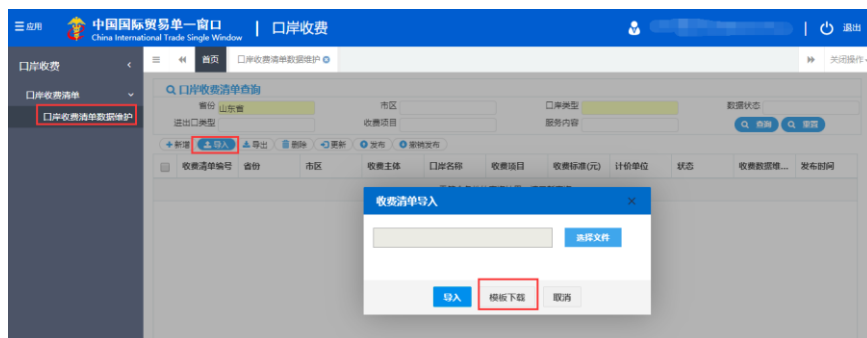 应用
中国国际贸易单一窗口
China International Trade Single Window
口岸收费
退出
口岸收费
首页
口岸收费清单数据维护
关闭操作
口岸收费清单
口岸收费清单数据维护
口岸收费清单查询
省份 山东省 市区 口岸类型 数据状态
进出口类型 收费项目 服务内容 查询 重置
新增 导入 导出 删除 更新 发布 撤销发布
收费清单编号 省份 市区 收费主体 口岸名称 收费项目 收费标准(元) 计价单位 状态 收费数据维... 发布时间
收费清单导入
选择文件
导入 模板下载 取消